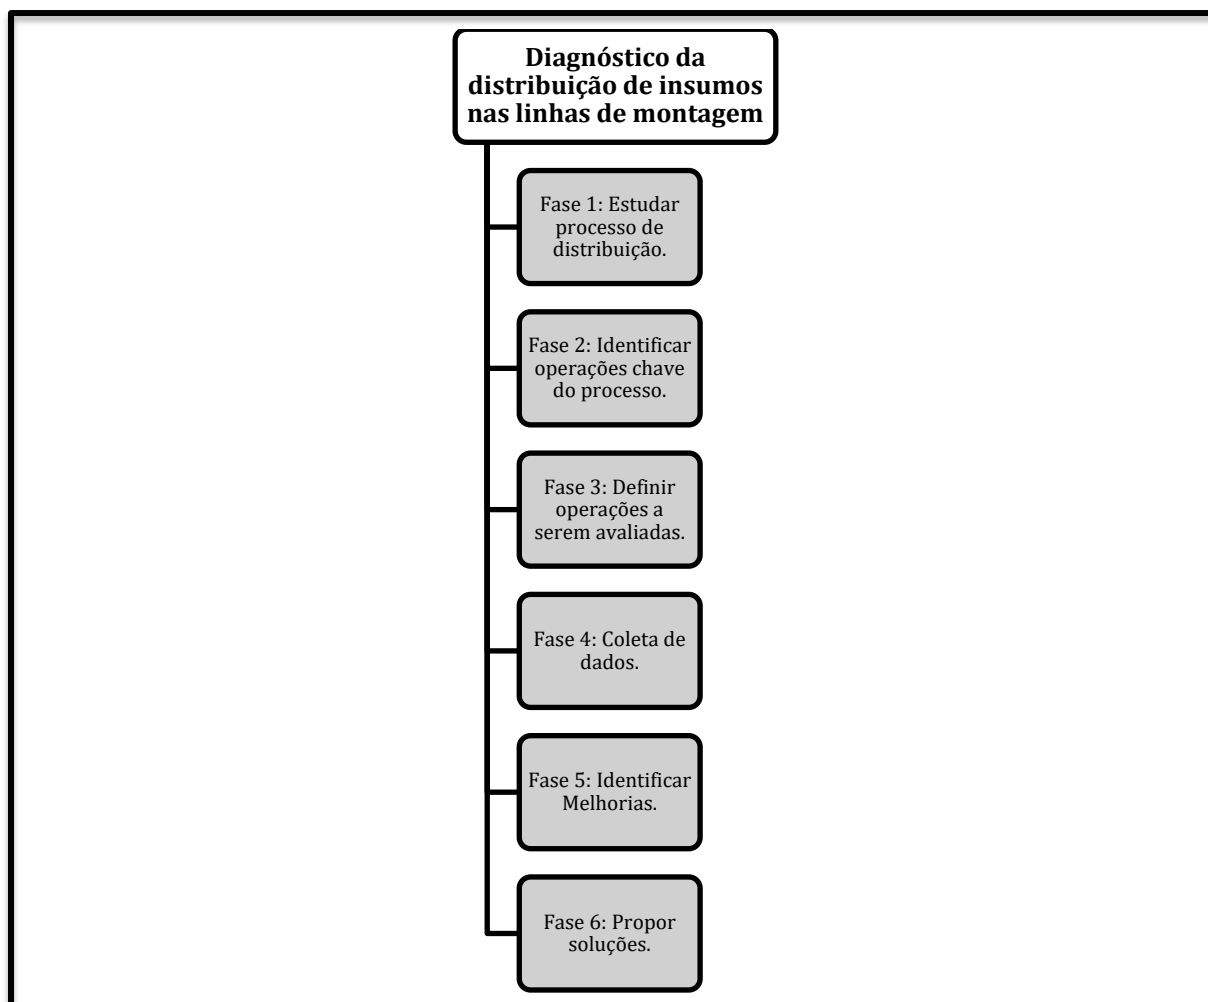 Diagnóstico da
distribuição de insumos
nas linhas de montagem
Fase 1: Estudar
processo de
distribuição.
Fase 2: Identificar
operações chave
do processo.
Fase 3: Definir
operações a
serem avaliadas.
Fase 4: Coleta de
dados.
Fase 5: Identificar
Melhorias.
Fase 6: Propor
soluções.